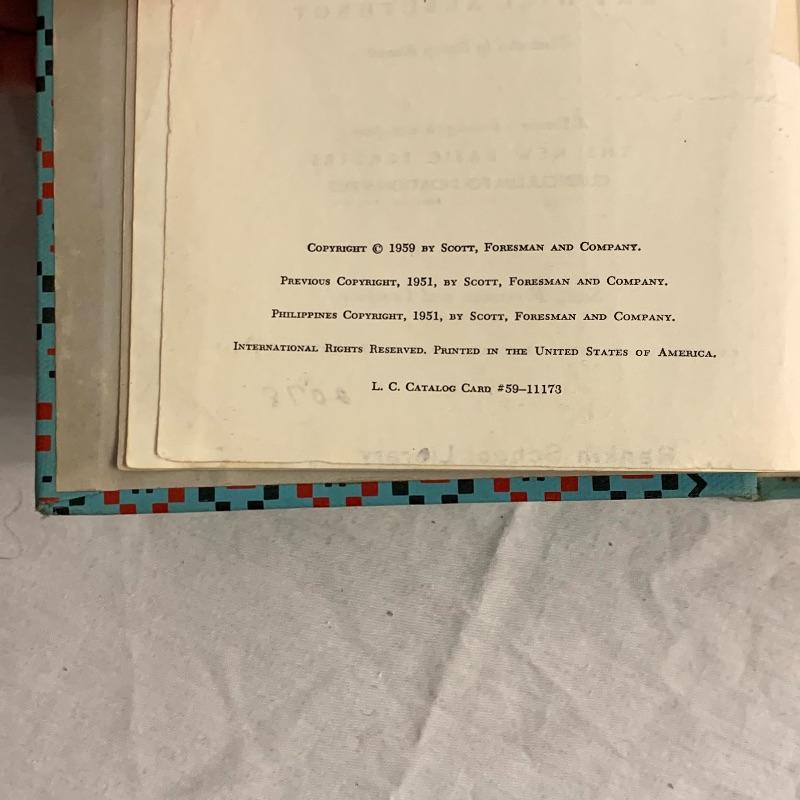 Copyright © 1959 by Scott, Foresman and Company.
Previous Copyright, 1951, by Scott, Foresman and Company.
Philippines Copyright, 1951, by Scott, Foresman and Company.
International Rights Reserved. Printed in the United States of America.
L. C. Catalog Card #59–11173